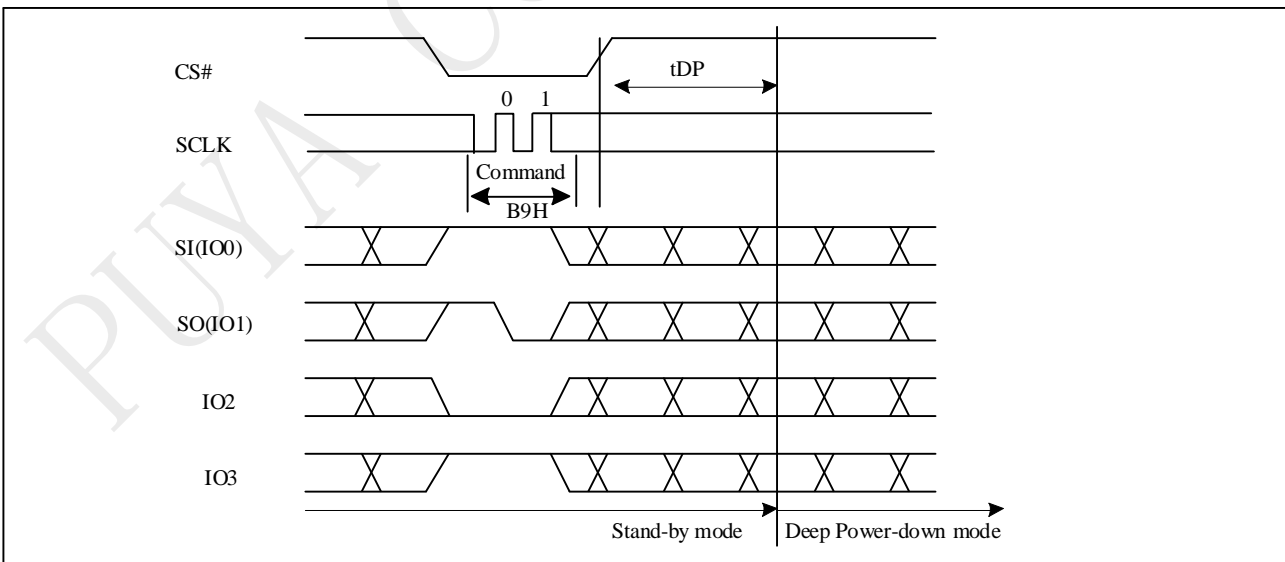 CS#
tDP
0 1
SCLK
Command
B9H
SI(IO0)
SO(IO1)
IO2
IO3
Stand-by mode Deep Power-down mode
PUYA C